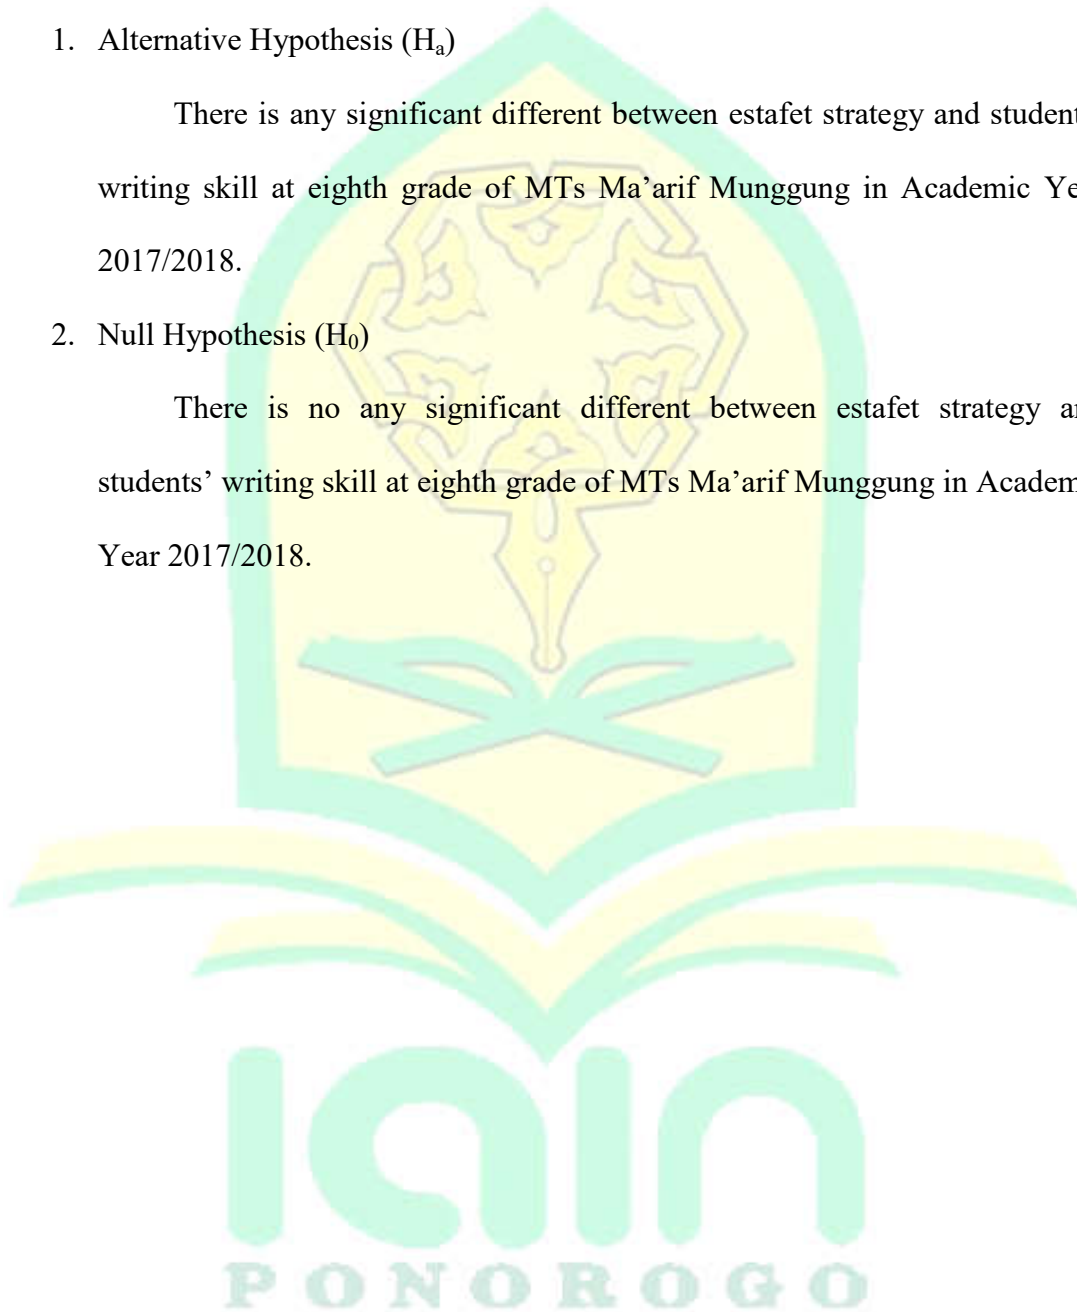 1. Alternative Hypothesis (Hₐ)
There is any significant different between estafet strategy and student
writing skill at eighth grade of MTs Ma’arif Munggung in Academic Ye
2017/2018.
2. Null Hypothesis (H₀)
There is no any significant different between estafet strategy a
students’ writing skill at eighth grade of MTs Ma’arif Munggung in Academ
Year 2017/2018.
iain
PONOROGO